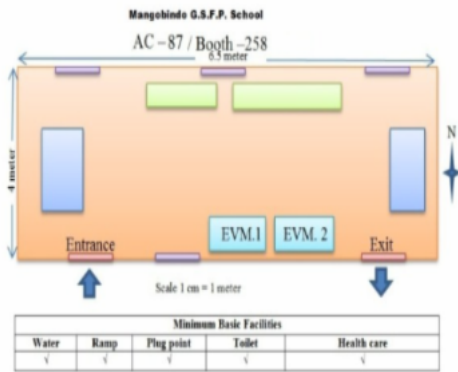 Mangobindo G.S.F.P. School
AC – 87 / Booth –258
6.5 meter
4 meter
N
EVM.1
EVM. 2
Entrance
Exit
Scale 1 cm = 1 meter
Minimum Basic Facilities
Water Ramp Plug point Toilet Health care
√ √ √ √ √